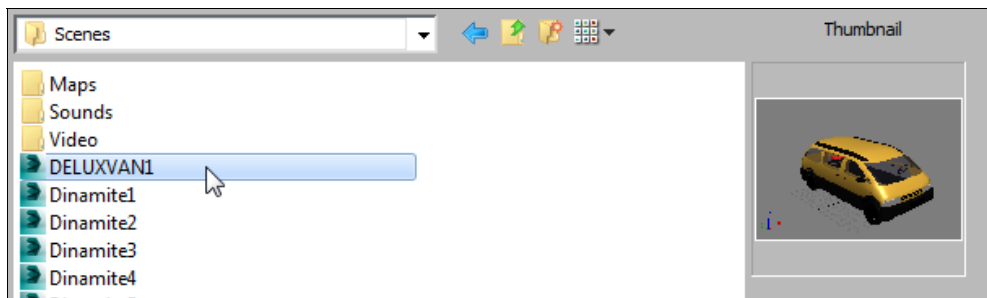 Scenes
Thumbnail
Maps
Sounds
Video
DELUXVAN1
Dinamite1
Dinamite2
Dinamite3
Dinamite4